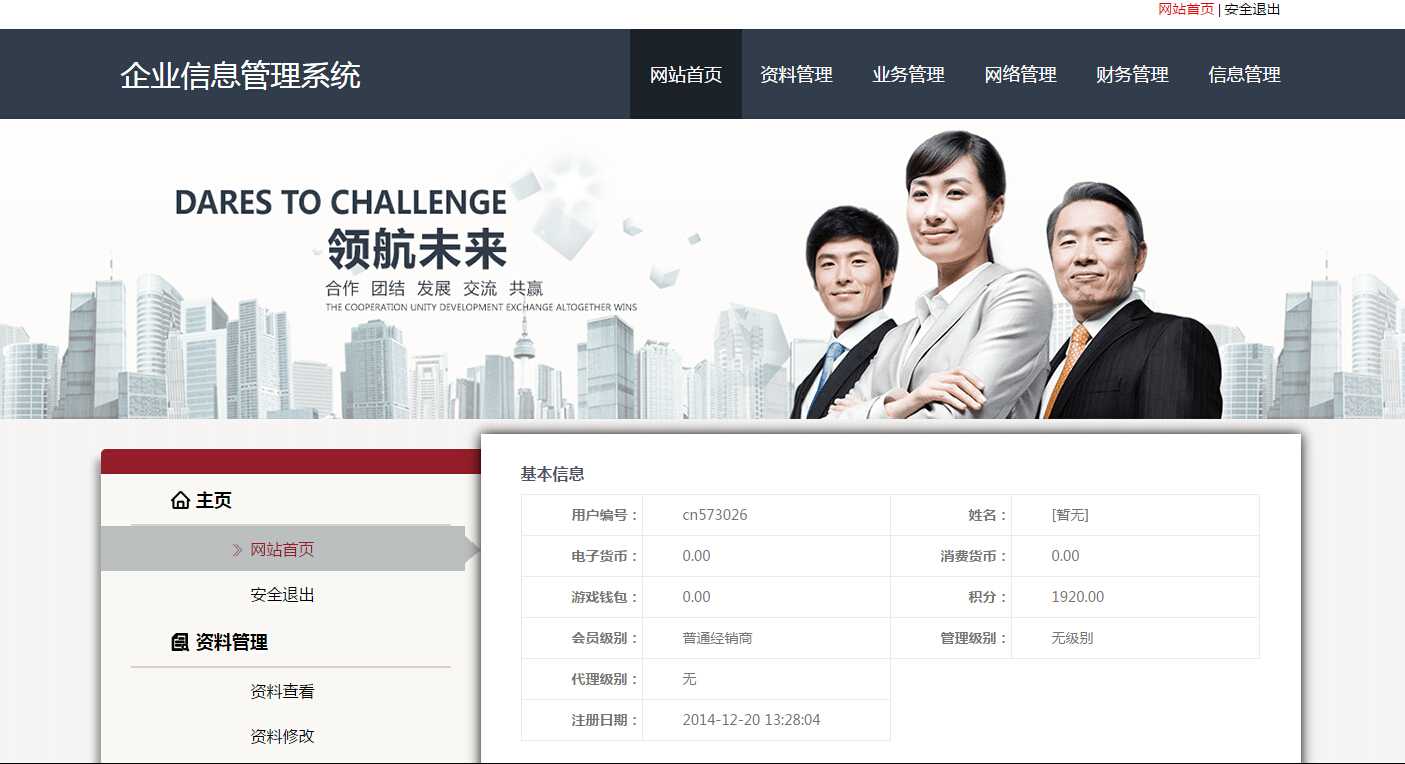 网站首页 | 安全退出
企业信息管理系统
网站首页 资料管理 业务管理 网络管理 财务管理 信息管理
DARES TO CHALLENGE
领航未来
合作 团结 发展 交流 共赢
THE COOPERATION UNITY DEVELOPMENT EXCHANGE ALTOGETHER WINS
主页
网站首页
安全退出
资料管理
资料查看
资料修改
基本信息
用户编号： cn573026 姓名： [暂无]
电子货币： 0.00 消费货币： 0.00
游戏钱包： 0.00 积分： 1920.00
会员级别： 普通经销商 管理级别： 无级别
代理级别： 无
注册日期： 2014-12-20 13:28:04